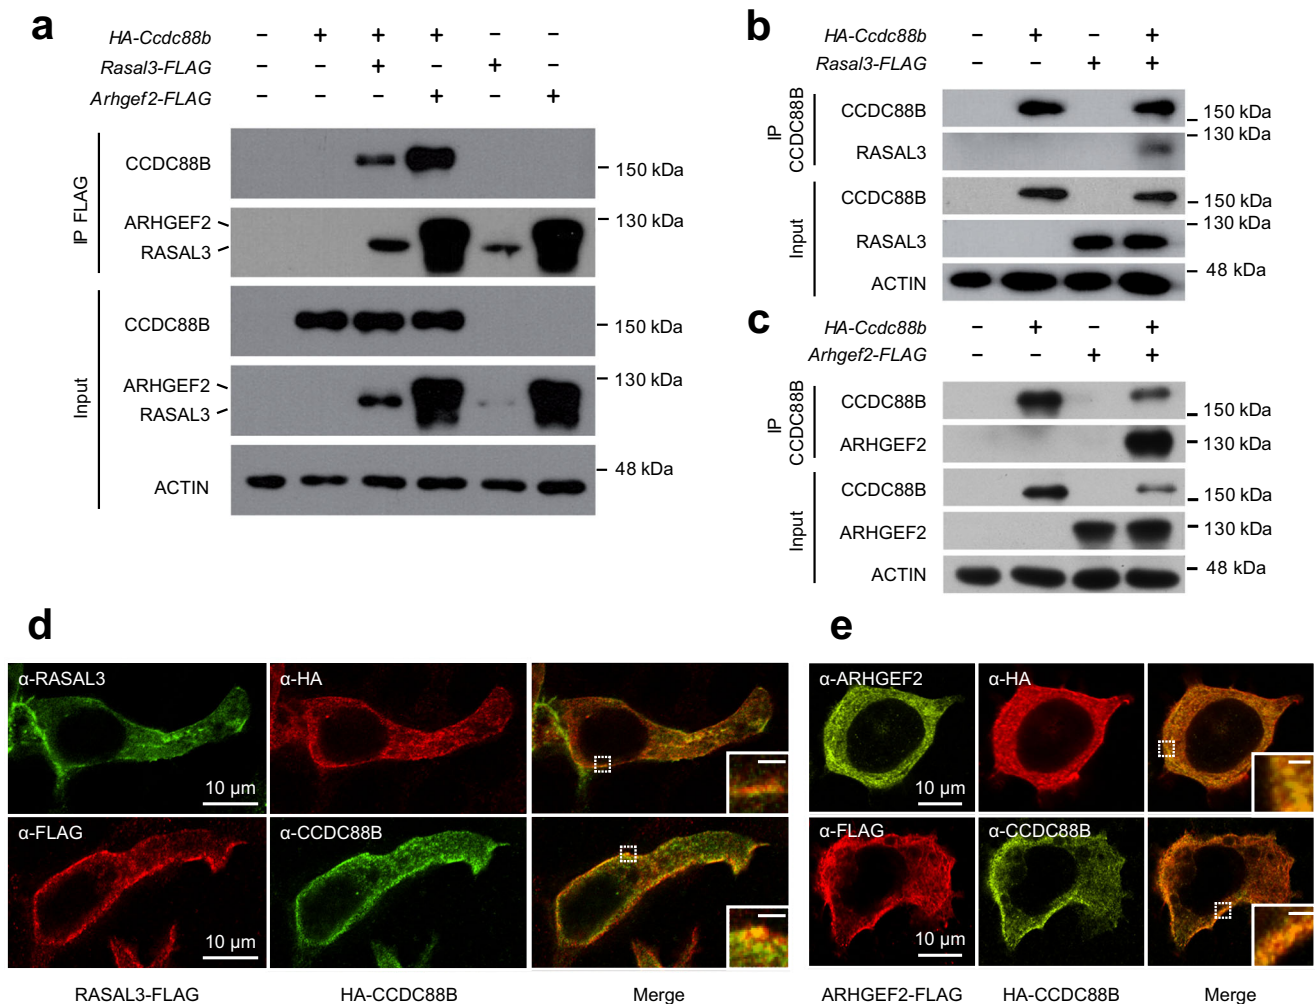 a
HA-Ccdc88b – + + + – –
Rasal3-FLAG – – + – + –
Arhgef2-FLAG – – – + – +
IP FLAG
CCDC88B
150 kDa
ARHGEF2
130 kDa
RASAL3
Input
CCDC88B
150 kDa
ARHGEF2
130 kDa
RASAL3
48 kDa
ACTIN
b
HA-Ccdc88b – + – +
Rasal3-FLAG – – + +
IP
CCDC88B
CCDC88B
150 kDa
130 kDa
RASAL3
Input
CCDC88B
150 kDa
130 kDa
RASAL3
48 kDa
ACTIN
c
HA-Ccdc88b – + – +
Arhgef2-FLAG – – + +
IP
CCDC88B
CCDC88B
150 kDa
ARHGEF2
130 kDa
Input
CCDC88B
150 kDa
ARHGEF2
130 kDa
ACTIN
48 kDa
d
α-RASAL3
10 µm
α-HA
α-FLAG
10 µm
α-CCDC88B
RASAL3-FLAG
HA-CCDC88B
Merge
e
α-ARHGEF2
10 µm
α-HA
α-FLAG
10 µm
α-CCDC88B
ARHGEF2-FLAG
HA-CCDC88B
Merge